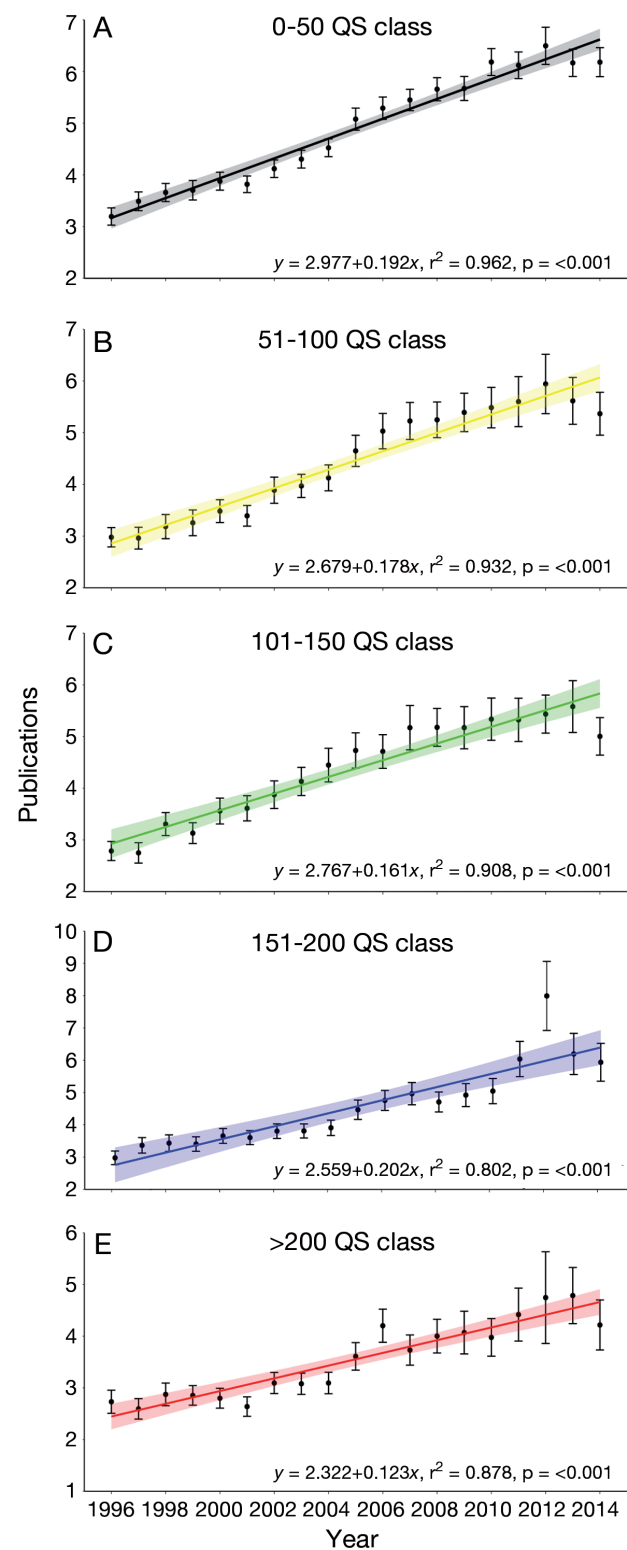 A 0-50 QS class
7
6
5
4
3
2
y = 2.977+0.192x, r² = 0.962, p = <0.001
B 51-100 QS class
7
6
5
4
3
2
y = 2.679+0.178x, r² = 0.932, p = <0.001
C 101-150 QS class
7
6
5
4
3
2
y = 2.767+0.161x, r² = 0.908, p = <0.001
Publications
D 151-200 QS class
10
9
8
7
6
5
4
3
2
y = 2.559+0.202x, r² = 0.802, p = <0.001
E >200 QS class
6
5
4
3
2
1
y = 2.322+0.123x, r² = 0.878, p = <0.001
1996 1998 2000 2002 2004 2006 2008 2010 2012 2014
Year